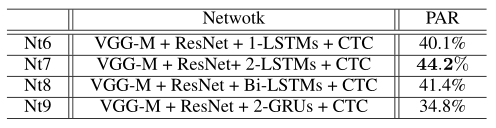 Netwotk PAR
Nt6 VGG-M + ResNet + 1-LSTMs + CTC 40.1%
Nt7 VGG-M + ResNet+ 2-LSTMs + CTC 44.2%
Nt8 VGG-M + ResNet + Bi-LSTMs + CTC 41.4%
Nt9 VGG-M + ResNet + 2-GRUs + CTC 34.8%